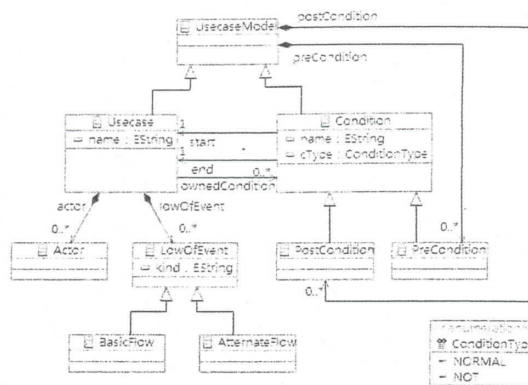 postCondition
UsecaseModel
preCondition
Usecase
name : EString
Condition
name : EString
cType : ConditionType
1
start
1
end
0..*
ownedCondition
actor
lowOfEvent
0..*
0..*
0..*
Actor
LowOfEvent
kind : EString
PostCondition
PreCondition
0..*
BasicFlow
AlternateFlow
ConditionType
NORMAL
NOT